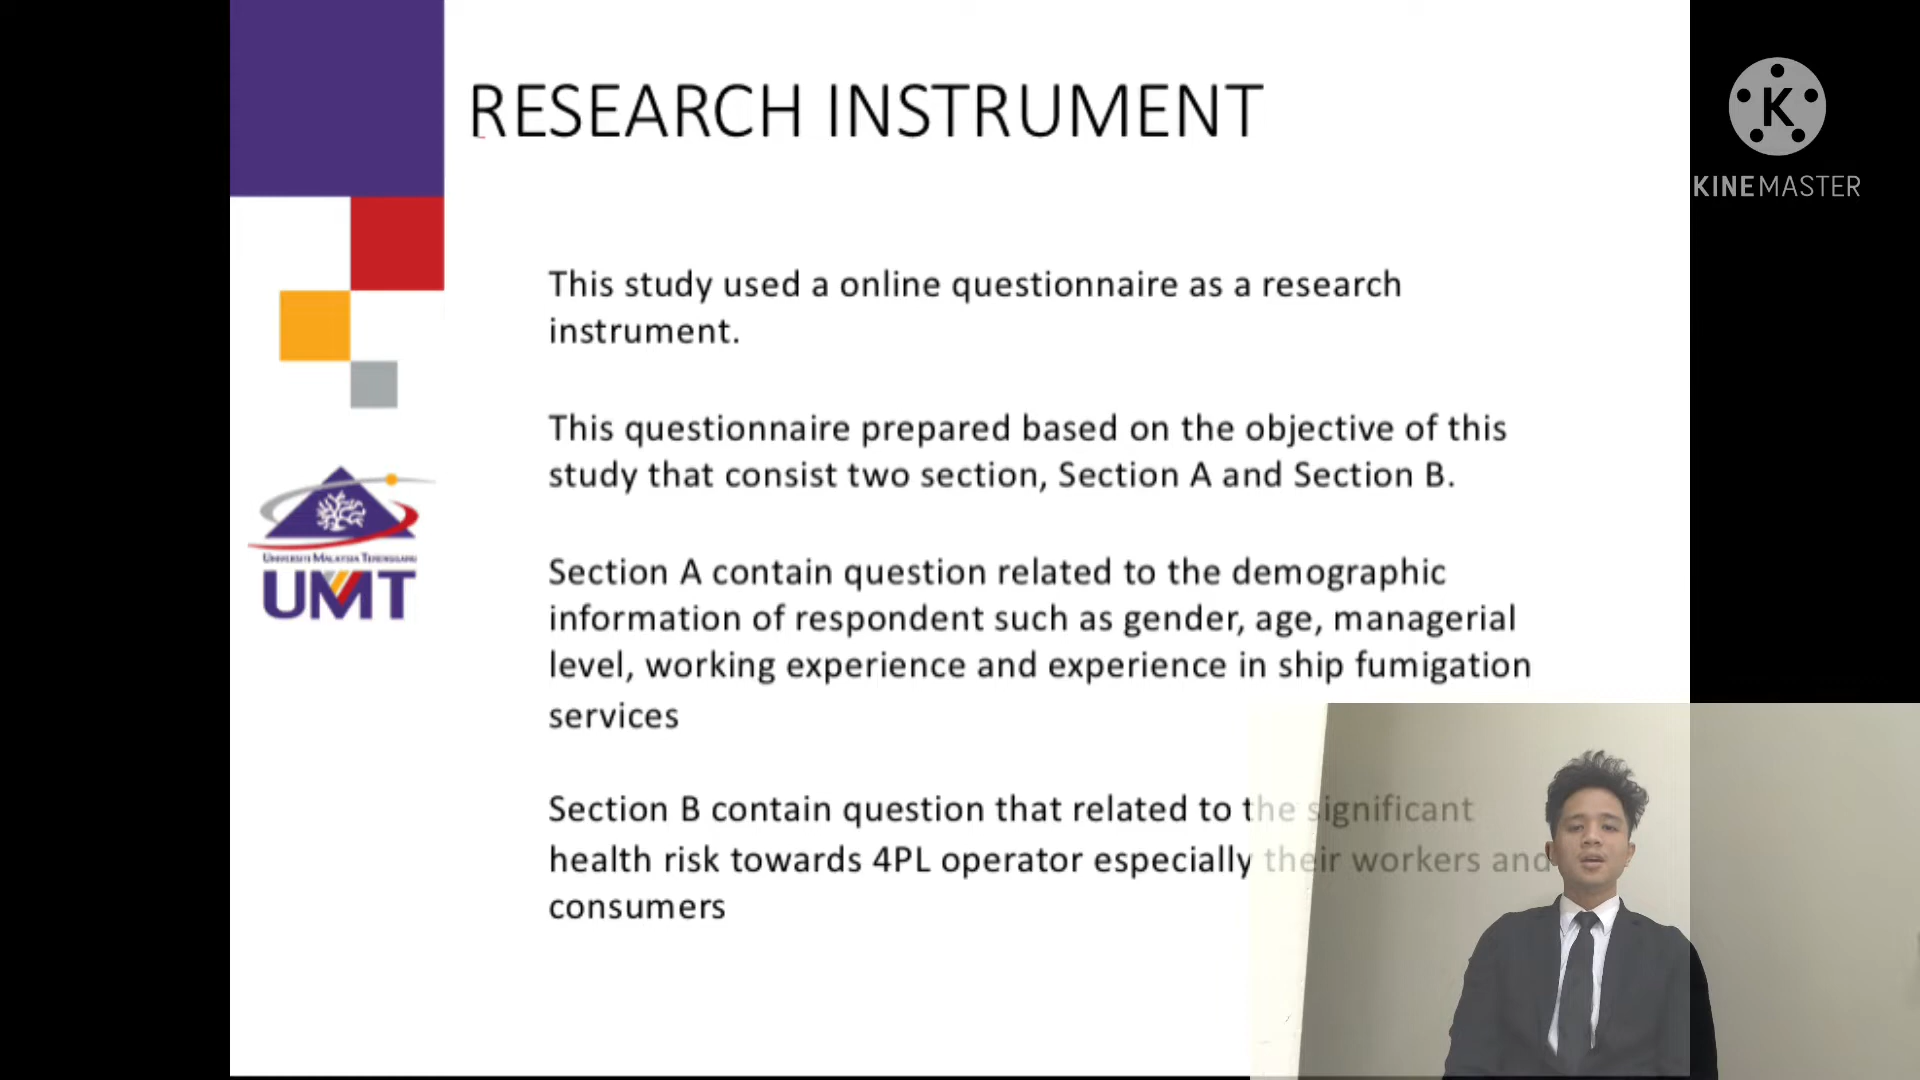 RESEARCH INSTRUMENT
K
KINEMASTER
This study used a online questionnaire as a research
instrument.
This questionnaire prepared based on the objective of this
study that consist two section, Section A and Section B.
UNIVERSITI MALAYSIA TERENGGANU
UMT
Section A contain question related to the demographic
information of respondent such as gender, age, managerial
level, working experience and experience in ship fumigation
services
Section B contain question that related to the significant
health risk towards 4PL operator especially their workers and
consumers